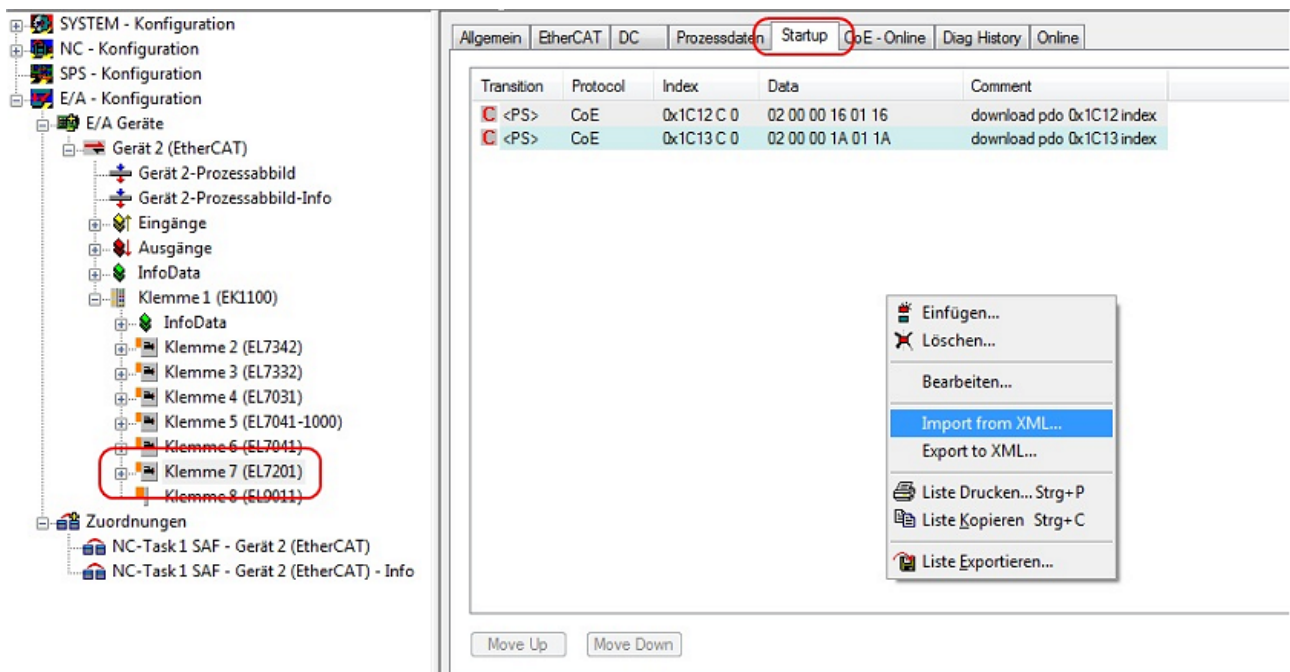 SYSTEM - Konfiguration
NC - Konfiguration
SPS - Konfiguration
E/A - Konfiguration
E/A Geräte
Gerät 2 (EtherCAT)
Gerät 2-Prozessabbild
Gerät 2-Prozessabbild-Info
Eingänge
Ausgänge
InfoData
Klemme 1 (EK1100)
InfoData
Klemme 2 (EL7342)
Klemme 3 (EL7332)
Klemme 4 (EL7031)
Klemme 5 (EL7041-1000)
Klemme 6 (EL7041)
Klemme 7 (EL7201)
Klemme 8 (EL9011)
Zuordnungen
NC-Task 1 SAF - Gerät 2 (EtherCAT)
NC-Task 1 SAF - Gerät 2 (EtherCAT) - Info
Allgemein EtherCAT DC Prozessdaten Startup CoE - Online Diag History Online
Transition Protocol Index Data Comment
C <PS> CoE 0x1C12 C 0 02 00 00 16 01 16 download pdo 0x1C12 index
C <PS> CoE 0x1C13 C 0 02 00 00 1A 01 1A download pdo 0x1C13 index
Einfügen...
Löschen...
Bearbeiten...
Import from XML...
Export to XML...
Liste Drucken... Strg+P
Liste Kopieren Strg+C
Liste Exportieren...
Move Up Move Down